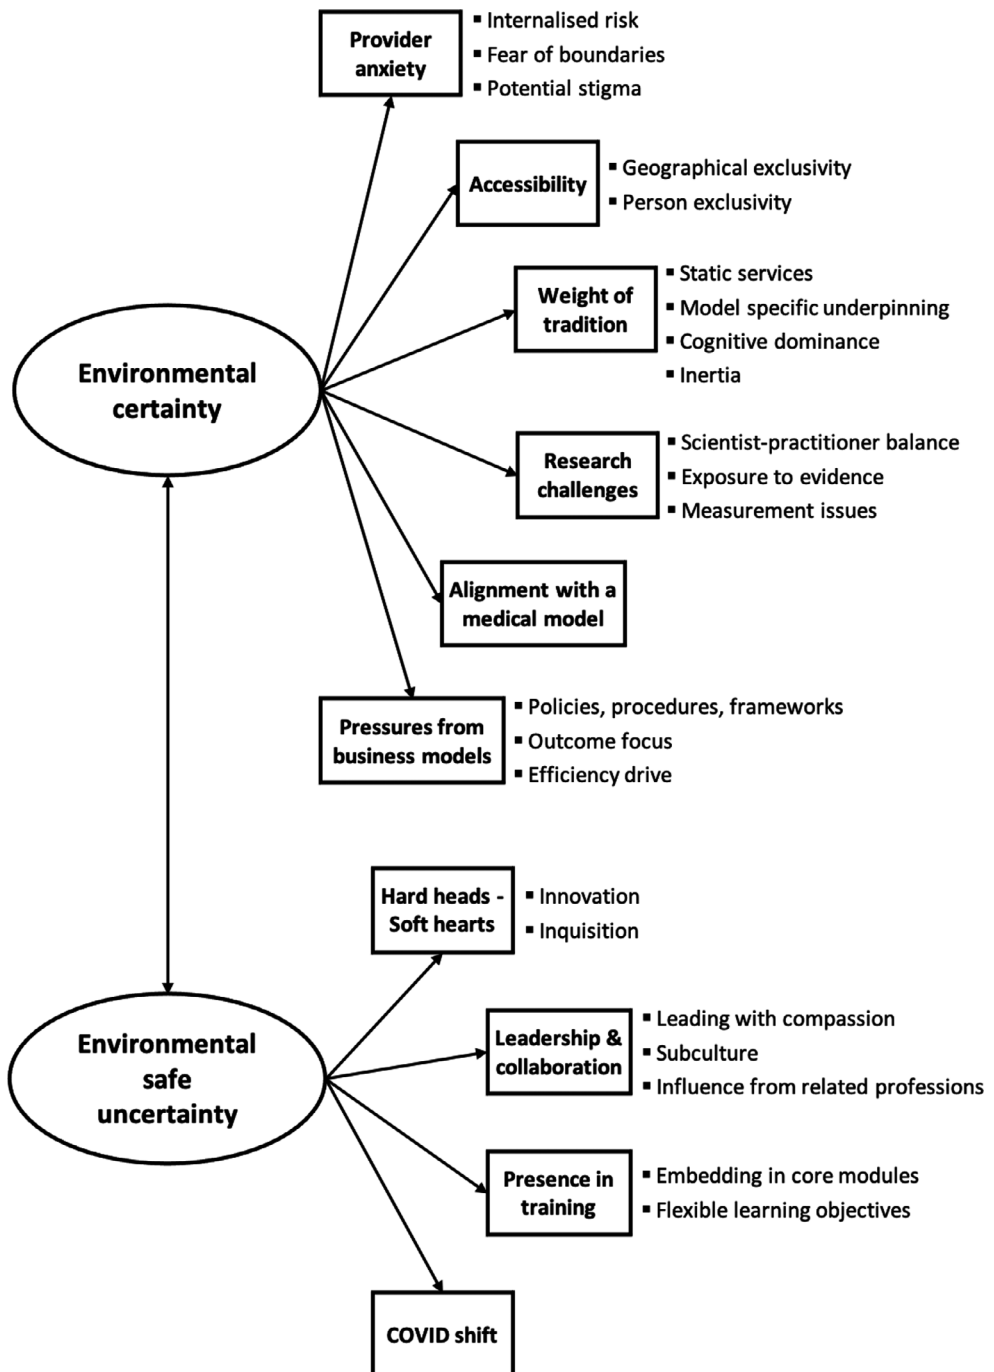 Provider
anxiety
▪ Internalised risk
▪ Fear of boundaries
▪ Potential stigma
Accessibility
▪ Geographical exclusivity
▪ Person exclusivity
Weight of
tradition
▪ Static services
▪ Model specific underpinning
▪ Cognitive dominance
▪ Inertia
Environmental
certainty
Research
challenges
▪ Scientist-practitioner balance
▪ Exposure to evidence
▪ Measurement issues
Alignment with a
medical model
Pressures from
business models
▪ Policies, procedures, frameworks
▪ Outcome focus
▪ Efficiency drive
Hard heads -
Soft hearts
▪ Innovation
▪ Inquisition
Environmental
safe
uncertainty
Leadership &
collaboration
▪ Leading with compassion
▪ Subculture
▪ Influence from related professions
Presence in
training
▪ Embedding in core modules
▪ Flexible learning objectives
COVID shift